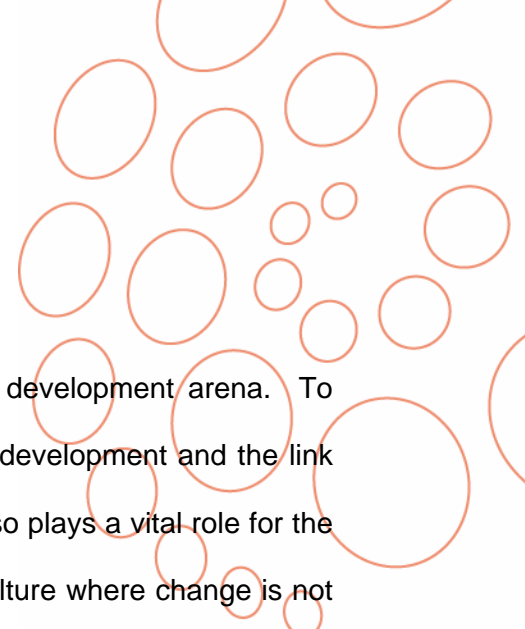 development arena. To
development and the link
so plays a vital role for the
lture where change is not